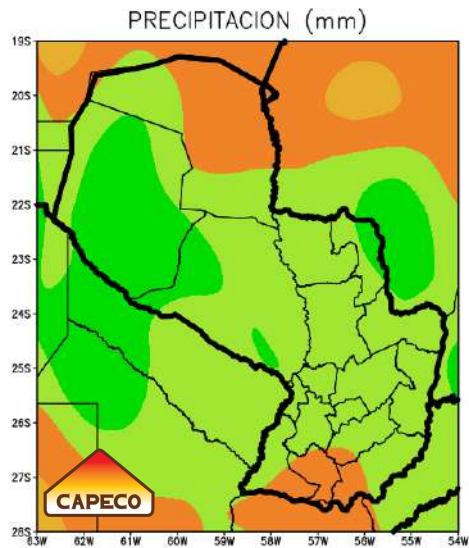 PRECIPITACION (mm)
19S
20S
21S
22S
23S
24S
25S
26S
27S
28S
CAPECO
63W 62W 61W 60W 59W 58W 57W 56W 55W 54W